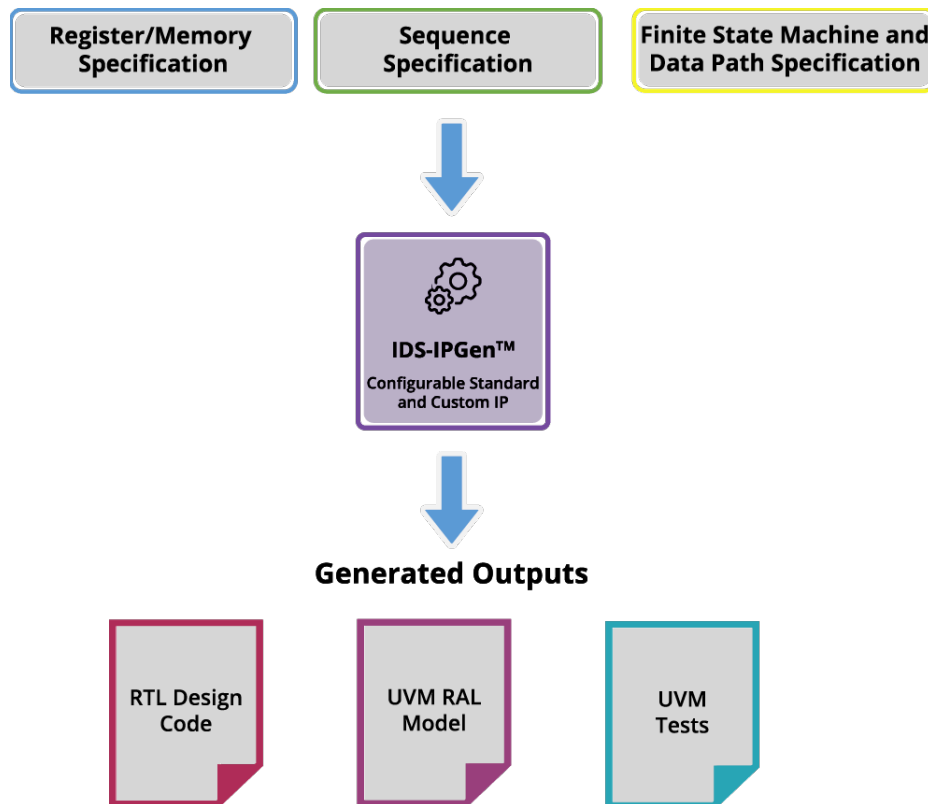 Register/Memory
Specification
Sequence
Specification
Finite State Machine and
Data Path Specification
IDS-IPGen™
Configurable Standard
and Custom IP
Generated Outputs
RTL Design
Code
UVM RAL
Model
UVM
Tests